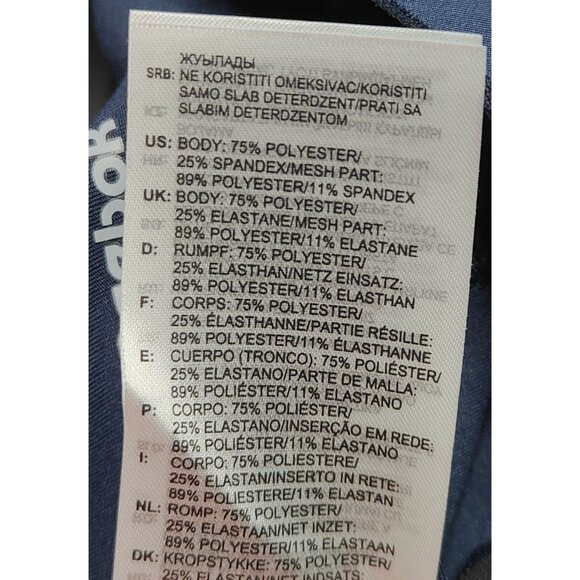 ЖУЫЛАДЫ
SRB: NE KORISTITI OMEKSIVAC/KORISTITI
SAMO SLAB DETERDZENT/PRATI SA
SLABIM DETERDZENTOM
US: BODY: 75% POLYESTER/
25% SPANDEX/MESH PART:
89% POLYESTER/11% SPANDEX
UK: BODY: 75% POLYESTER/
25% ELASTANE/MESH PART:
89% POLYESTER/11% ELASTANE
D: RUMPF: 75% POLYESTER/
25% ELASTHAN/NETZ EINSATZ:
89% POLYESTER/11% ELASTHAN
F: CORPS: 75% POLYESTER/
25% ÉLASTHANNE/PARTIE RÉSILLE:
89% POLYESTER/11% ÉLASTHANNE
E: CUERPO (TRONCO): 75% POLIÉSTER/
25% ELASTANO/PARTE DE MALLA:
89% POLIÉSTER/11% ELASTANO
P: CORPO: 75% POLIÉSTER/
25% ELASTANO/INSERÇÃO EM REDE:
89% POLIÉSTER/11% ELASTANO
I: CORPO: 75% POLIESTERE/
25% ELASTAN/INSERTO IN RETE:
89% POLIESTERE/11% ELASTAN
NL: ROMP: 75% POLYESTER/
25% ELASTAAN/NET INZET:
89% POLYESTER/11% ELASTAAN
DK: KROPSTYKKE: 75% POLYESTER/
25% ELASTAN/NET INDSATS: